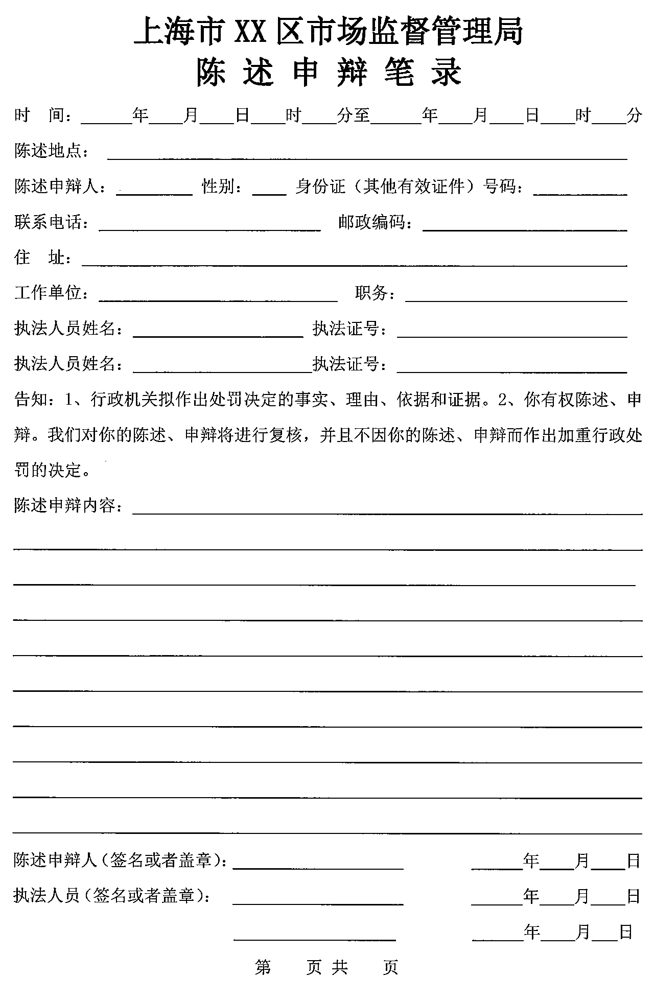 上海市 XX 区市场监督管理局
陈 述 申 辩 笔 录
时 间：______年____月____日____时____分至______年____月____日____时____分
陈述地点：____________________
陈述申辩人：_________ 性别：____ 身份证（其他有效证件）号码：___________
联系电话：__________________ 邮政编码：__________________
住 址：____________________
工作单位：__________________ 职务：__________________
执法人员姓名：__________________ 执法证号：__________________
执法人员姓名：__________________执法证号：__________________
告知：1、行政机关拟作出处罚决定的事实、理由、依据和证据。2、你有权陈述、申
辩。我们对你的陈述、申辩将进行复核，并且不因你的陈述、申辩而作出加重行政处
罚的决定。
陈述申辩内容：____________________
陈述申辩人（签名或者盖章）：____________________ ______年____月____日
执法人员（签名或者盖章）： ____________________ ______年____月____日
____________________ ______年____月___日
第 页 共 页